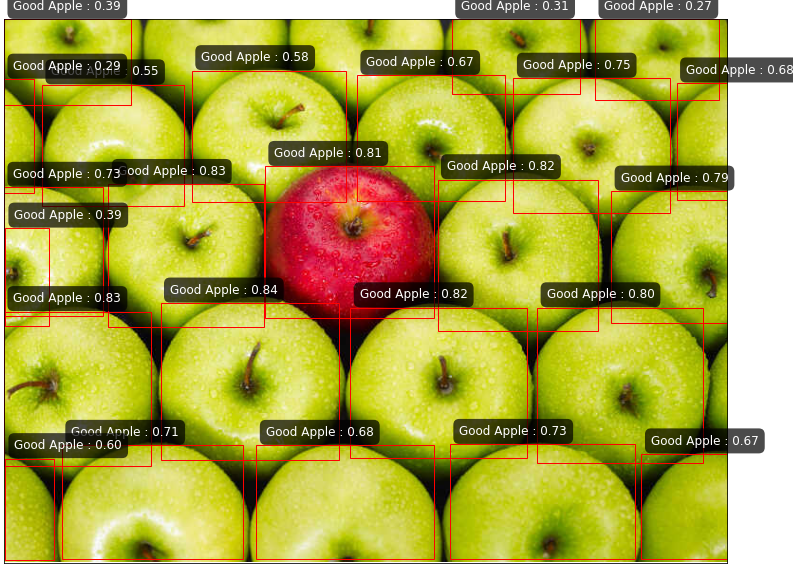 Good Apple : 0.39
Good Apple : 0.31
Good Apple : 0.27
Good Apple : 0.29
0.55
Good Apple : 0.58
Good Apple : 0.67
Good Apple : 0.75
Good Apple : 0.68
Good Apple : 0.73
Good Apple : 0.83
Good Apple : 0.81
Good Apple : 0.82
Good Apple : 0.79
Good Apple : 0.39
Good Apple : 0.83
Good Apple : 0.84
Good Apple : 0.82
Good Apple : 0.80
Good Apple : 0.60
Good Apple : 0.71
Good Apple : 0.68
Good Apple : 0.73
Good Apple : 0.67